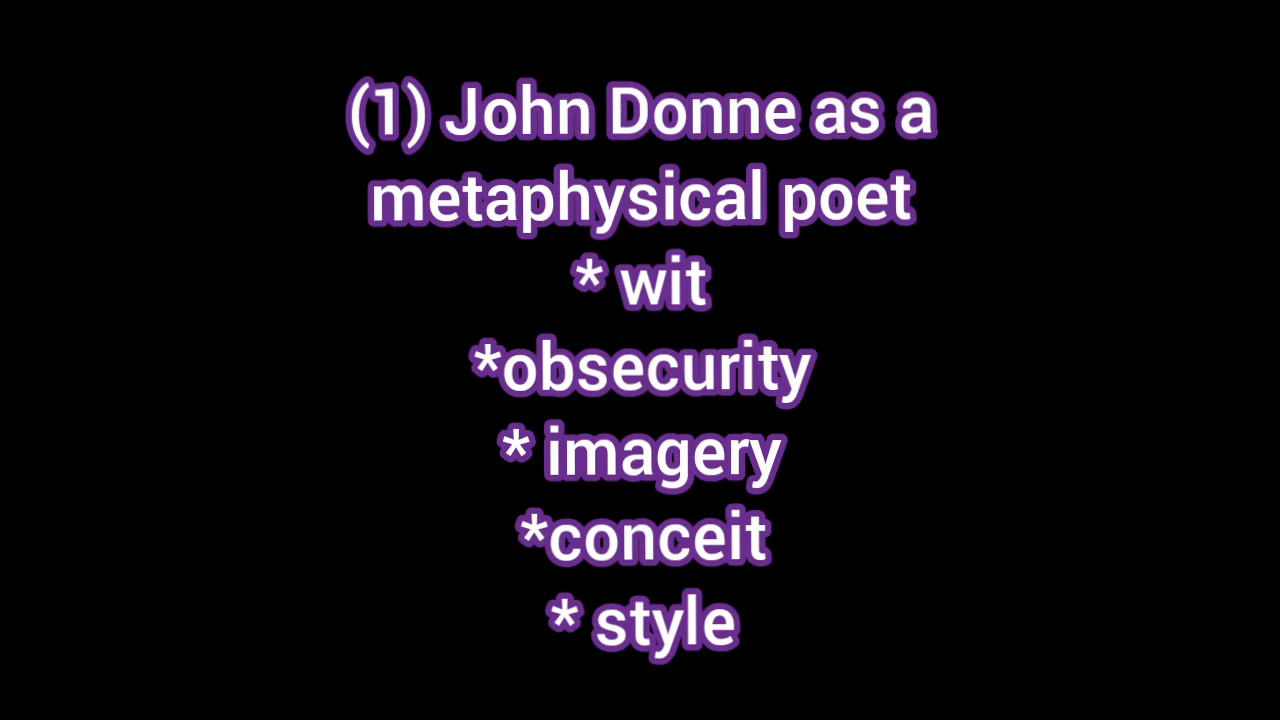 (1) John Donne as a
metaphysical poet
* wit
*obsecurity
* imagery
*conceit
* style